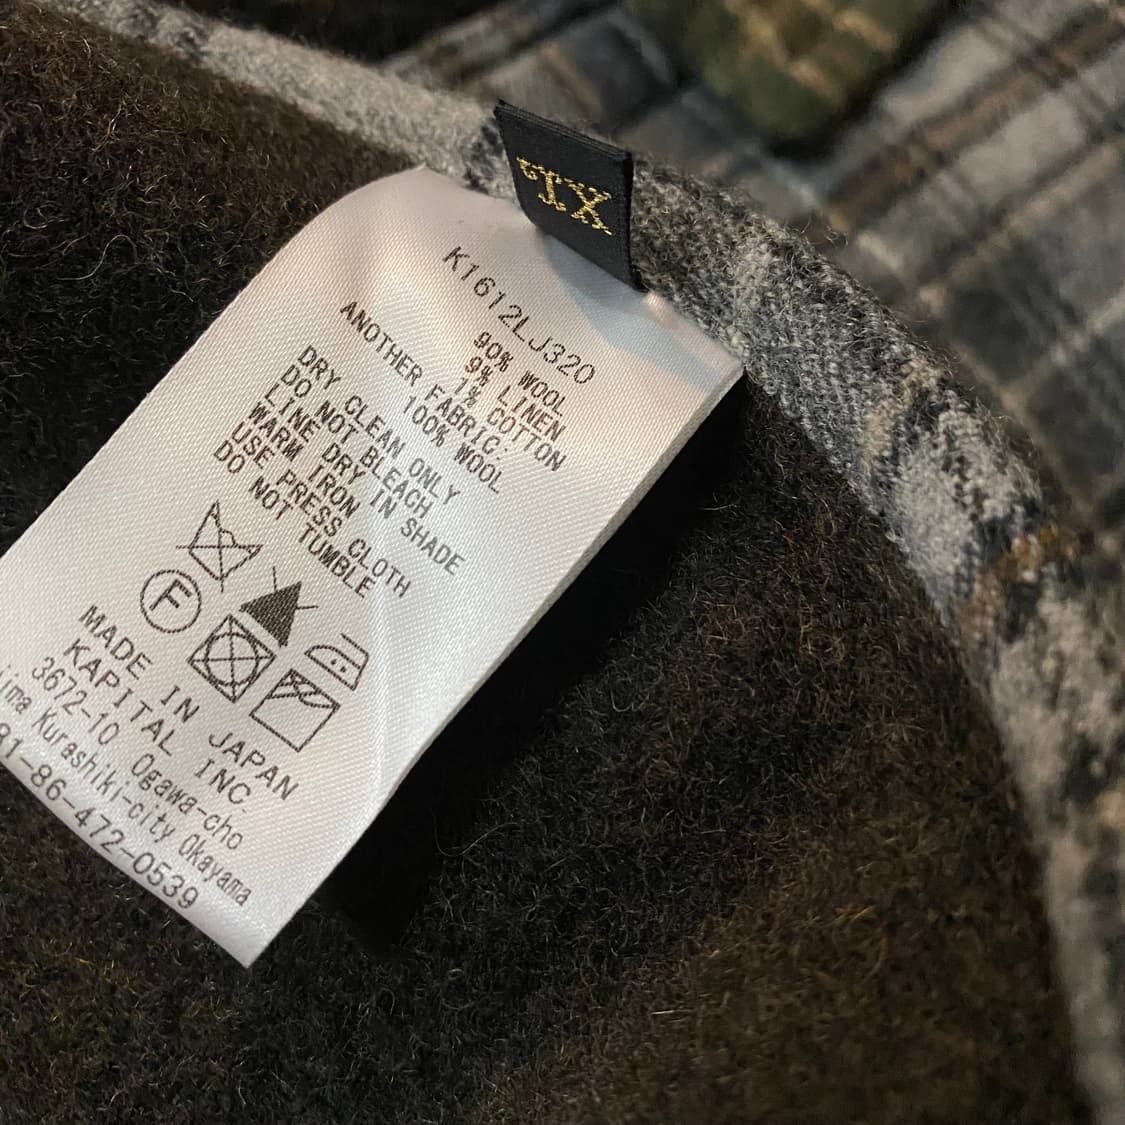 XL
K1612LJ320
90% WOOL
9% LINEN
1% COTTON
ANOTHER FABRIC:
100% WOOL
DRY CLEAN ONLY
DO NOT BLEACH
LINE DRY IN SHADE
WARM IRON
USE PRESS CLOTH
DO NOT TUMBLE
F
MADE IN JAPAN
KAPITAL INC.
3672-10 Ogawa-cho
Kurashiki-city Okayama
81-86-472-0539